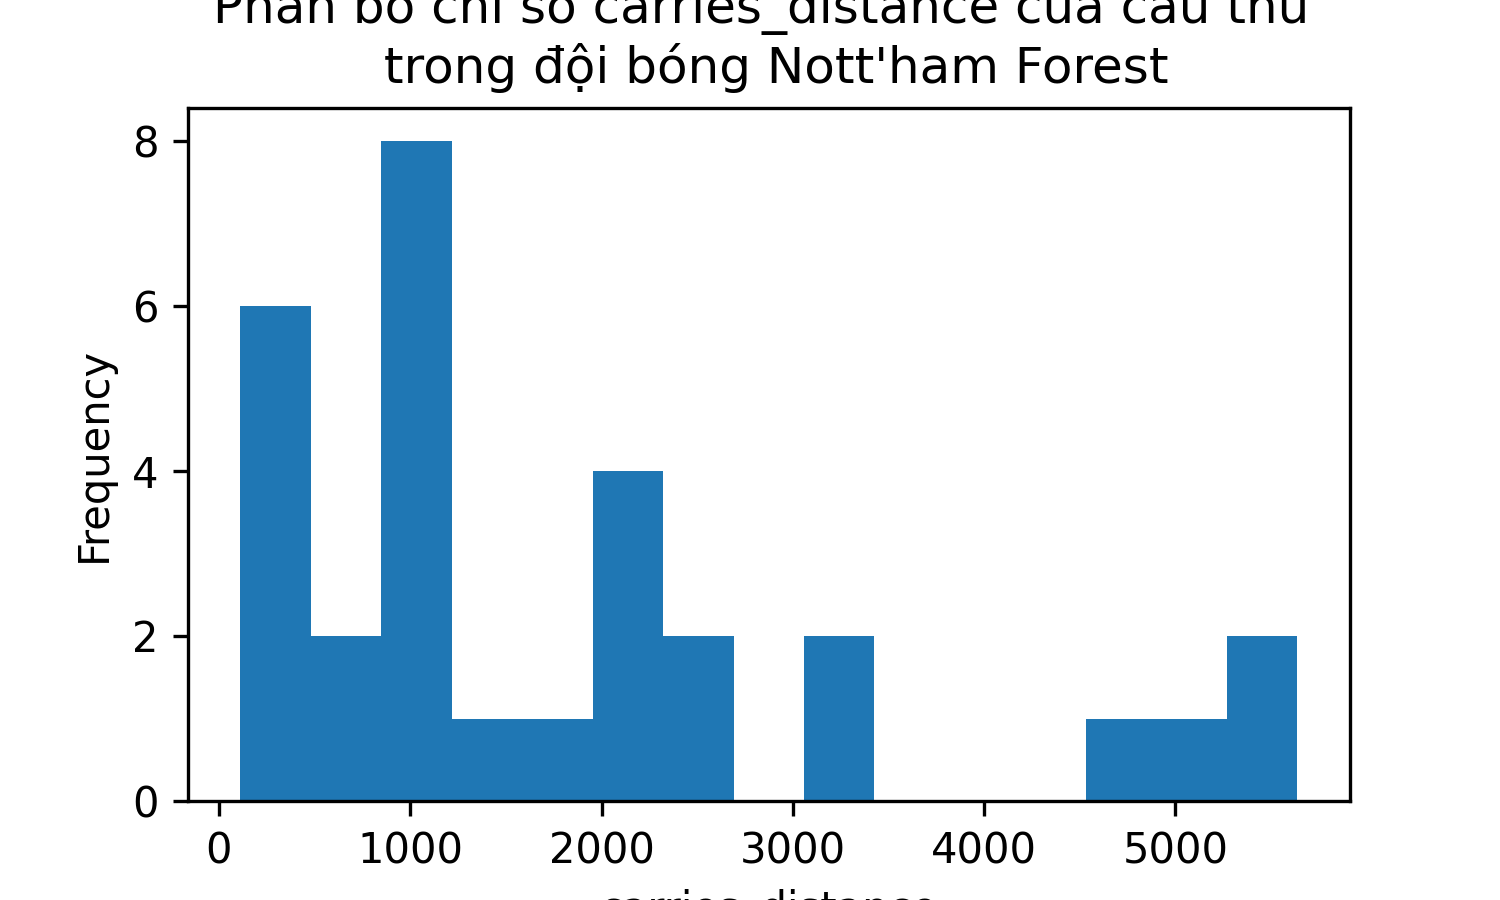 Phân bố chỉ số carries_distance của cầu thủ
trong đội bóng Nott'ham Forest
8
6
4
2
0
Frequency
0 1000 2000 3000 4000 5000
carries_distance